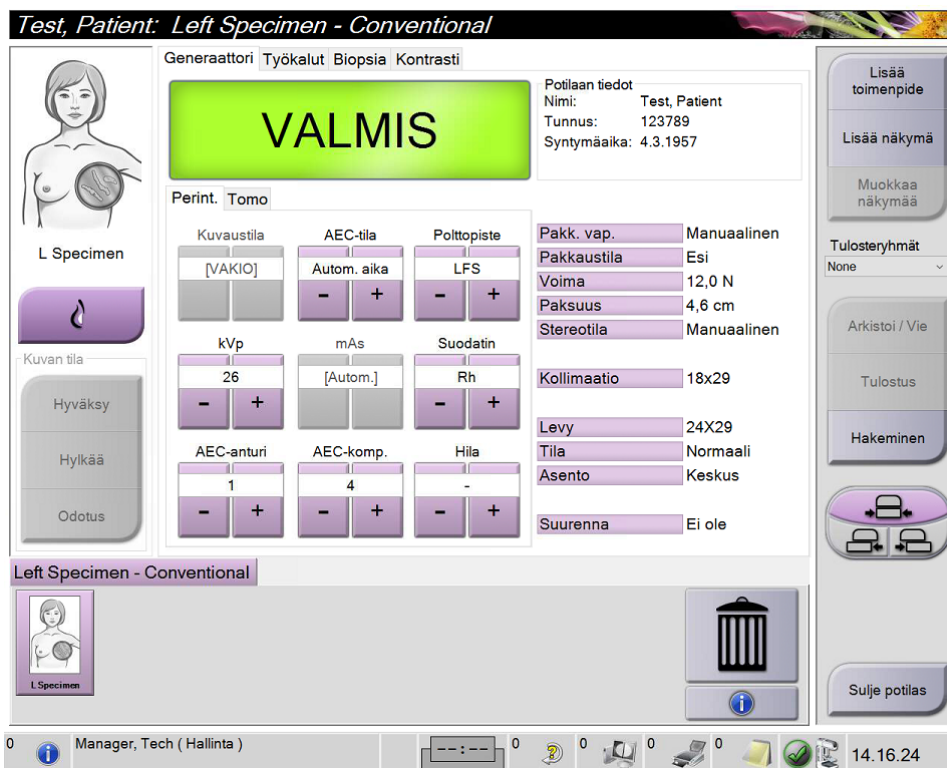 Test, Patient: Left Specimen - Conventional
Generaattori Työkalut Biopsia Kontrasti
VALMIS
Potilaan tiedot
Nimi: Test, Patient
Tunnus: 123789
Syntymäaika: 4.3.1957
L Specimen
Kuvan tila
Hyväksy
Hylkää
Odotus
Perint. Tomo
Kuvaustila AEC-tila Polttopiste
[VAKIO] Autom. aika LFS
- + - +
kVp mAs Suodatin
26 [Autom.] Rh
- + - +
AEC-anturi AEC-komp. Hila
1 4 -
- + - + - +
Pakk. vap. Manuaalinen
Pakkaustila Esi
Voima 12,0 N
Paksuus 4,6 cm
Stereotila Manuaalinen
Kollimaatio 18x29
Levy 24X29
Tila Normaali
Asento Keskus
Suurenna Ei ole
Lisää
toimenpide
Lisää näkymä
Muokkaa
näkymää
Tulosteryhmät
None
Arkistoi / Vie
Tulostus
Hakeminen
Left Specimen - Conventional
L Specimen
Sulje potilas
0 Manager, Tech ( Hallinta ) --:-- 0 0 0 0 14.16.24